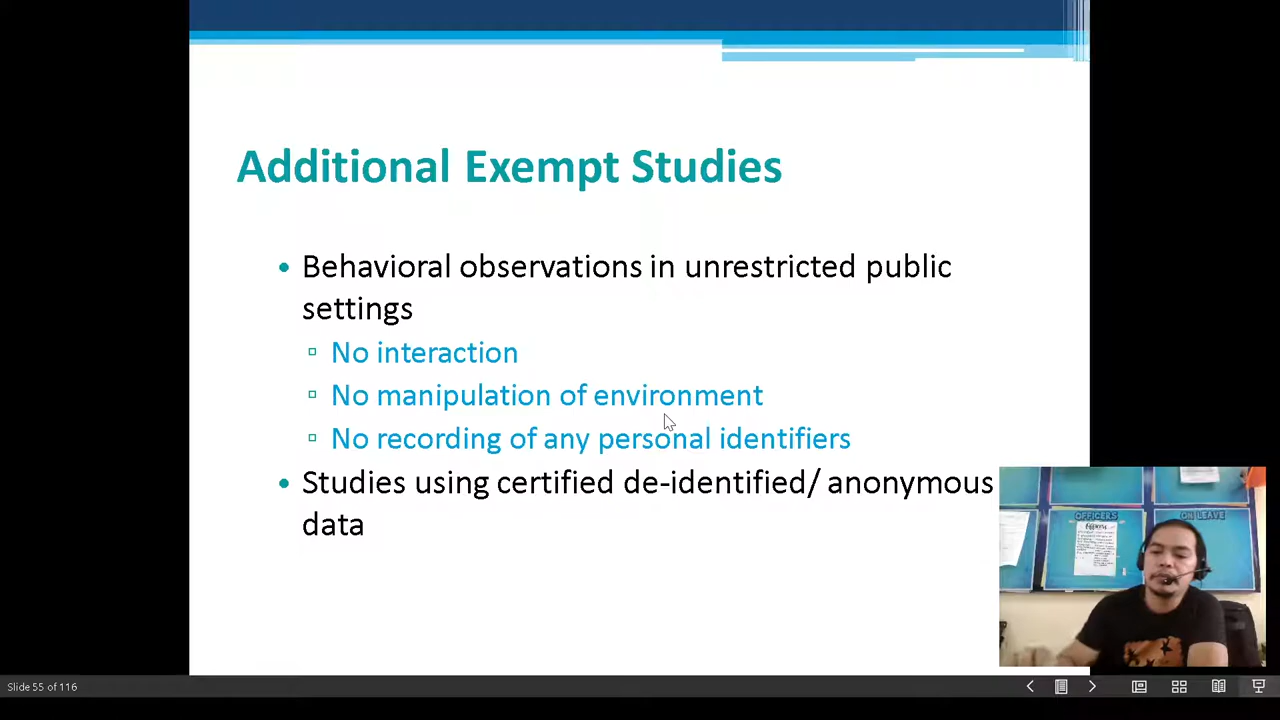 Additional Exempt Studies
• Behavioral observations in unrestricted public
settings
▫ No interaction
▫ No manipulation of environment
▫ No recording of any personal identifiers
• Studies using certified de-identified/ anonymous
data
OFFICERS
ON LEAVE
Slide 55 of 116